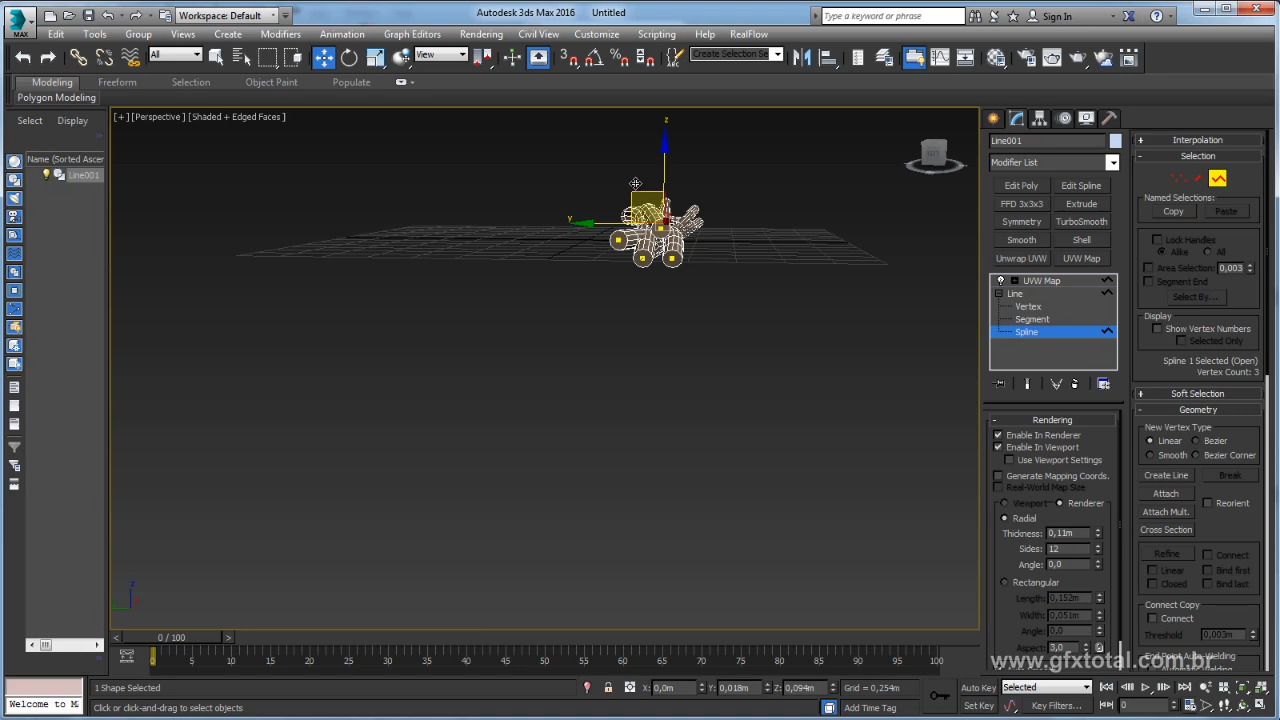 Workspace: Default
Autodesk 3ds Max 2016 Untitled
Type a keyword or phrase
Sign In
MAX
Edit Tools Group Views Create Modifiers Animation Graph Editors Rendering Civil View Customize Scripting Help RealFlow
All
View
3
Create Selection Se
Modeling Freeform Selection Object Paint Populate
Polygon Modeling
Select Display
Name (Sorted Ascen
Line001
[+] [Perspective ] [Shaded + Edged Faces ]
z
y
z
Line001
Modifier List
Edit Poly Edit Spline
FFD 3x3x3 Extrude
Symmetry TurboSmooth
Smooth Shell
Unwrap UVW UVW Map
UVW Map
Line
Vertex
Segment
Spline
Rendering
Enable In Renderer
Enable In Viewport
Use Viewport Settings
Generate Mapping Coords.
Real-World Map Size
Viewport Renderer
Radial
Thickness: 0,11m
Sides: 12
Angle: 0,0
Rectangular
Length: 0,152m
Width: 0,051m
Angle: 0,0
Aspect: 3,0
Interpolation
Selection
Named Selections:
Copy Paste
Lock Handles
Alike All
Area Selection: 0,003
Segment End
Select By...
Display
Show Vertex Numbers
Selected Only
Spline 1 Selected (Open)
Vertex Count: 3
Soft Selection
Geometry
New Vertex Type
Linear Bezier
Smooth Bezier Corner
Create Line Break
Attach Reorient
Attach Mult.
Cross Section
Refine Connect
Linear Bind first
Closed Bind last
Connect Copy
Connect
Threshold 0,003m
End Point Auto-Welding
www.gfxtotal.com.br
0 / 100
0 5 10 15 20 25 30 35 40 45 50 55 60 65 70 75 80 85 90 95 100
1 Shape Selected
X: 0,0m Y: 0,018m Z: 0,094m Grid = 0,254m
Auto Key Selected
Welcome to M
Click or click-and-drag to select objects
Add Time Tag
Set Key Key Filters...
0